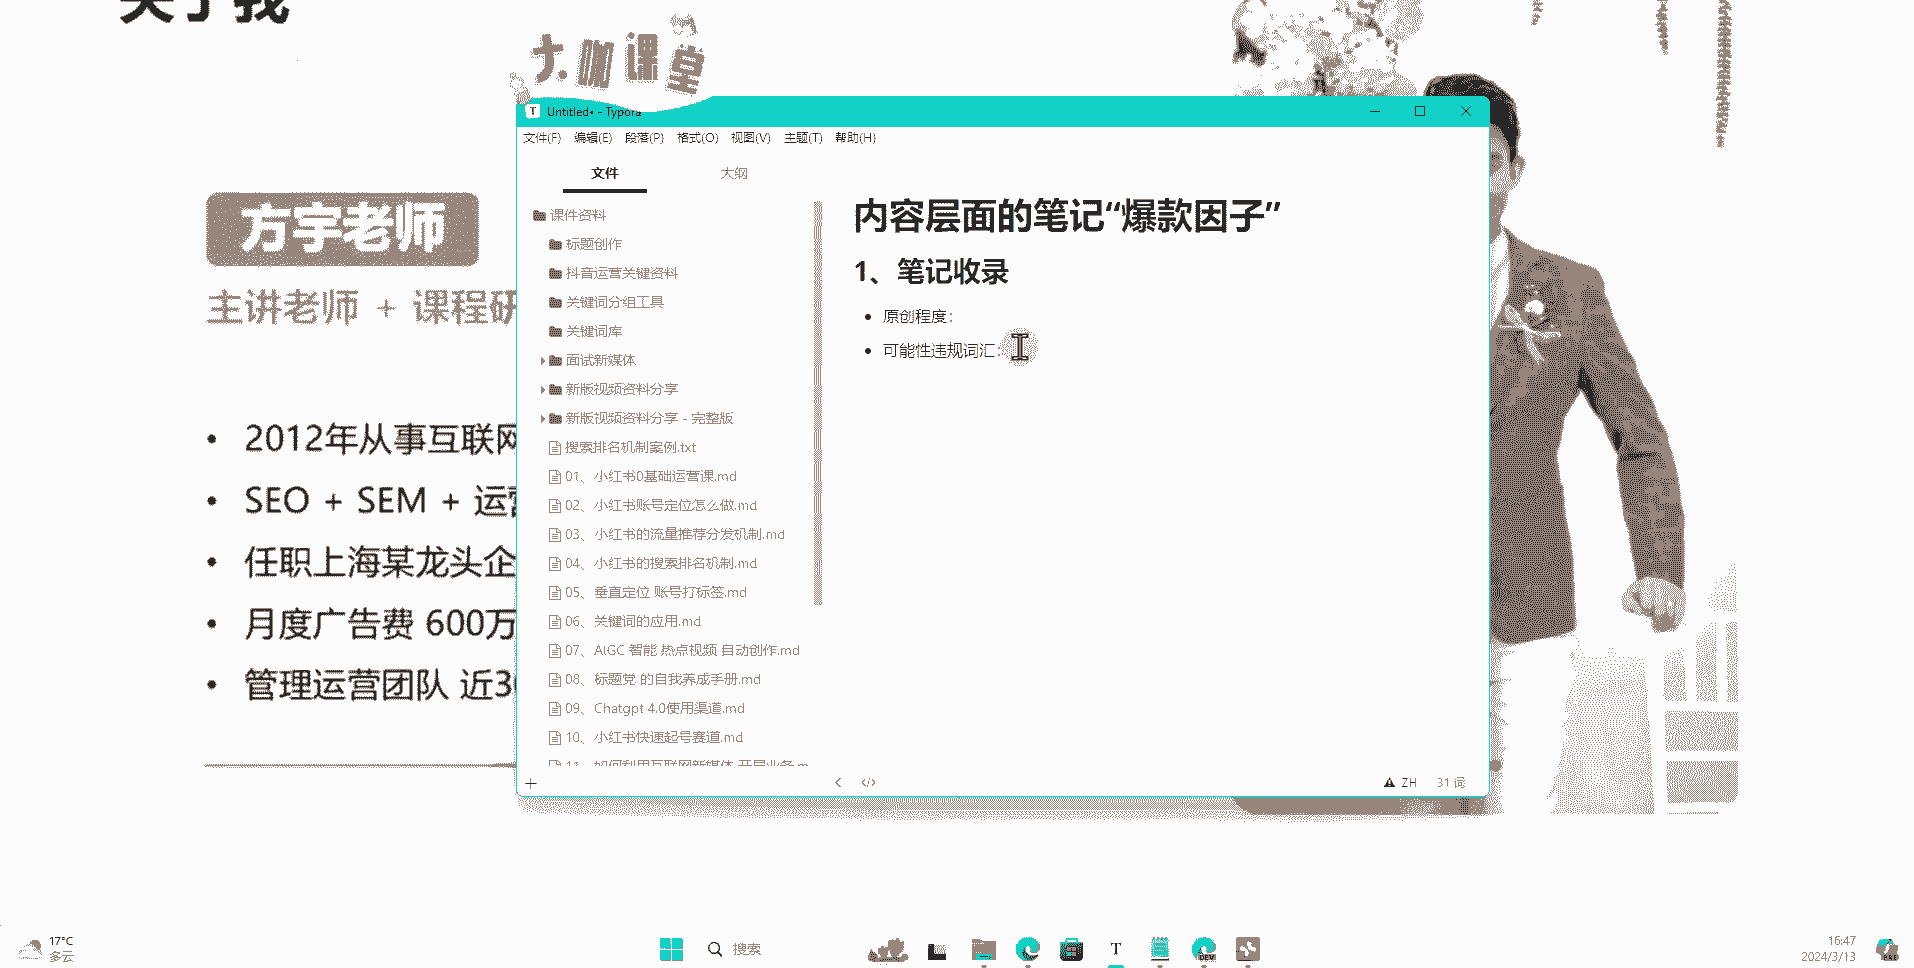 关于我
大咖课堂
方宇老师
主讲老师 + 课程研
2012年从事互联网
SEO + SEM + 运营
任职上海某龙头企
月度广告费 600万
管理运营团队 近3
Untitled• - Typora
文件(F) 编辑(E) 段落(P) 格式(O) 视图(V) 主题(T) 帮助(H)
文件 大纲
课件资料
标题创作
抖音运营关键资料
关键词分组工具
关键词库
面试新媒体
新版视频资料分享
新版视频资料分享 - 完整版
搜索排名机制案例.txt
01、小红书0基础运营课.md
02、小红书账号定位怎么做.md
03、小红书的流量推荐分发机制.md
04、小红书的搜索排名机制.md
05、垂直定位 账号打标签.md
06、关键词的应用.md
07、AIGC 智能 热点视频 自动创作.md
08、标题党 的自我养成手册.md
09、Chatgpt 4.0使用渠道.md
10、小红书快速起号赛道.md
11、如何利用互联网新媒体 开展业务.m
内容层面的笔记“爆款因子”
1、笔记收录
原创程度：
可能性违规词汇：
ZH 31 词
17°C
多云
搜索
16:47
2024/3/13